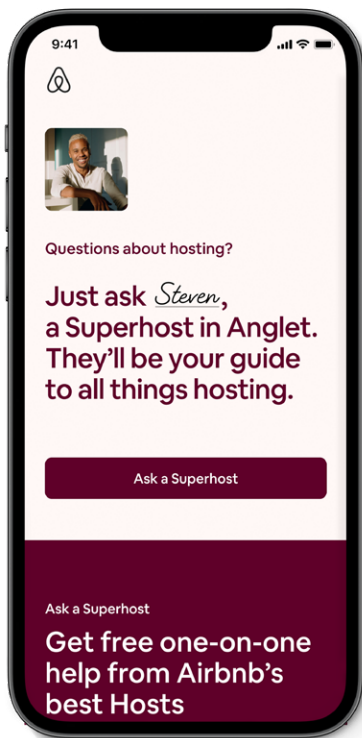 9:41
Questions about hosting?
Just ask Steven,
a Superhost in Anglet.
They’ll be your guide
to all things hosting.
Ask a Superhost
Ask a Superhost
Get free one-on-one
help from Airbnb’s
best Hosts